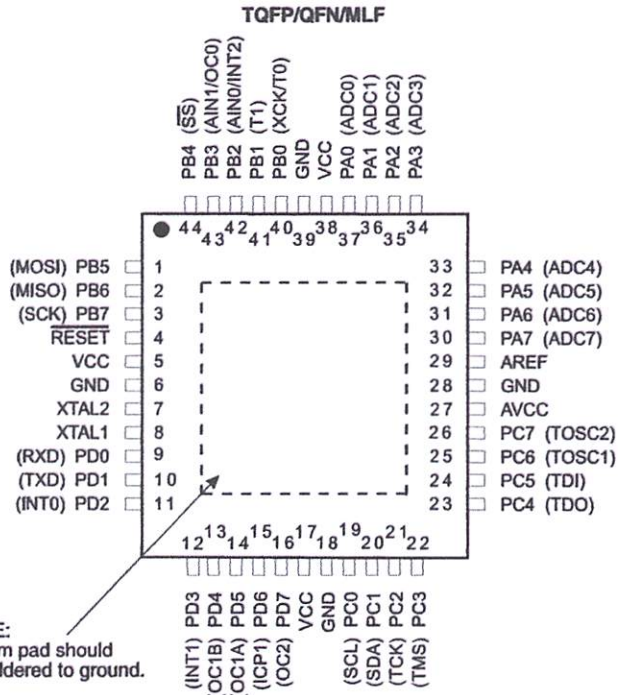 TQFP/QFN/MLF
PB4 (SS)
PB3 (AIN1/OC0)
PB2 (AIN0/INT2)
PB1 (T1)
PB0 (XCK/T0)
GND
VCC
PA0 (ADC0)
PA1 (ADC1)
PA2 (ADC2)
PA3 (ADC3)
44 43 42 41 40 39 38 37 36 35 34
(MOSI) PB5 1
(MISO) PB6 2
(SCK) PB7 3
RESET 4
VCC 5
GND 6
XTAL2 7
XTAL1 8
(RXD) PD0 9
(TXD) PD1 10
(INT0) PD2 11
33 PA4 (ADC4)
32 PA5 (ADC5)
31 PA6 (ADC6)
30 PA7 (ADC7)
29 AREF
28 GND
27 AVCC
26 PC7 (TOSC2)
25 PC6 (TOSC1)
24 PC5 (TDI)
23 PC4 (TDO)
12 13 14 15 16 17 18 19 20 21 22
(INT1) PD3
(OC1B) PD4
(OC1A) PD5
(ICP1) PD6
(OC2) PD7
VCC
GND
(SCL) PC0
(SDA) PC1
(TCK) PC2
(TMS) PC3
E:
m pad should
ldered to ground.